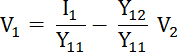 V₁ = I₁/Y₁₁ − Y₁₂/Y₁₁ V₂